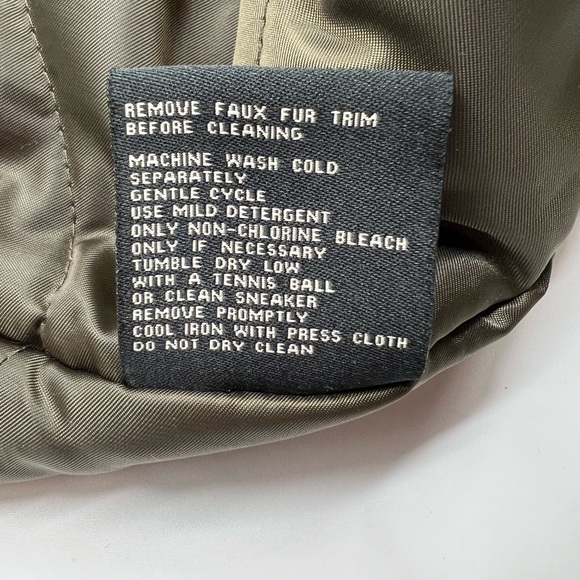 REMOVE FAUX FUR TRIM
BEFORE CLEANING
MACHINE WASH COLD
SEPARATELY
GENTLE CYCLE
USE MILD DETERGENT
ONLY NON-CHLORINE BLEACH
ONLY IF NECESSARY
TUMBLE DRY LOW
WITH A TENNIS BALL
OR CLEAN SNEAKER
REMOVE PROMPTLY
COOL IRON WITH PRESS CLOTH
DO NOT DRY CLEAN